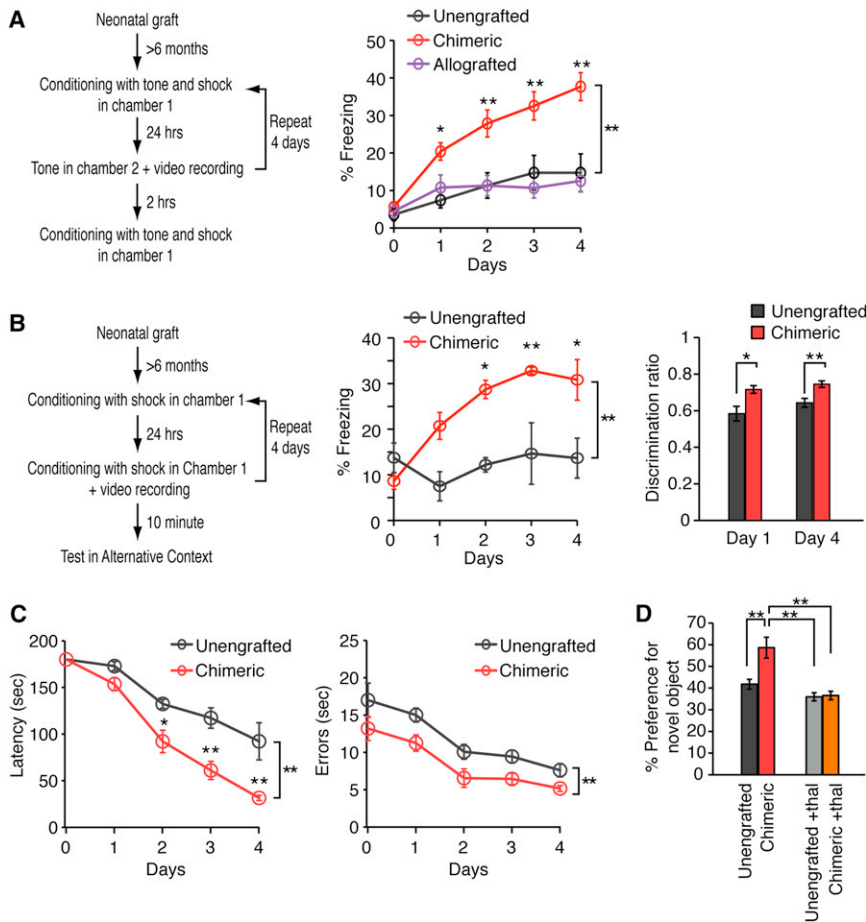 A
Neonatal graft
>6 months
Conditioning with tone and shock
in chamber 1
24 hrs
Repeat
4 days
Tone in chamber 2 + video recording
2 hrs
Conditioning with tone and shock
in chamber 1
Unengrafted
Chimeric
Allografted
% Freezing
50
40
30
20
10
0
* ** ** **
**
0 1 2 3 4
Days
B
Neonatal graft
>6 months
Conditioning with shock in chamber 1
24 hrs
Repeat
4 days
Conditioning with shock in Chamber 1
+ video recording
10 minute
Test in Alternative Context
Unengrafted
Chimeric
% Freezing
40
30
20
10
0
* ** *
**
0 1 2 3 4
Days
Unengrafted
Chimeric
Discrimination ratio
1
0.8
0.6
0.4
0.2
0
* **
Day 1 Day 4
C
Unengrafted
Chimeric
Latency (sec)
200
150
100
50
0
* ** **
**
0 1 2 3 4
Days
Unengrafted
Chimeric
Errors (sec)
25
20
15
10
5
0
**
0 1 2 3 4
Days
D
% Preference for
novel object
70
60
50
40
30
20
10
0
** ** **
Unengrafted
Chimeric
Unengrafted +thal
Chimeric +thal